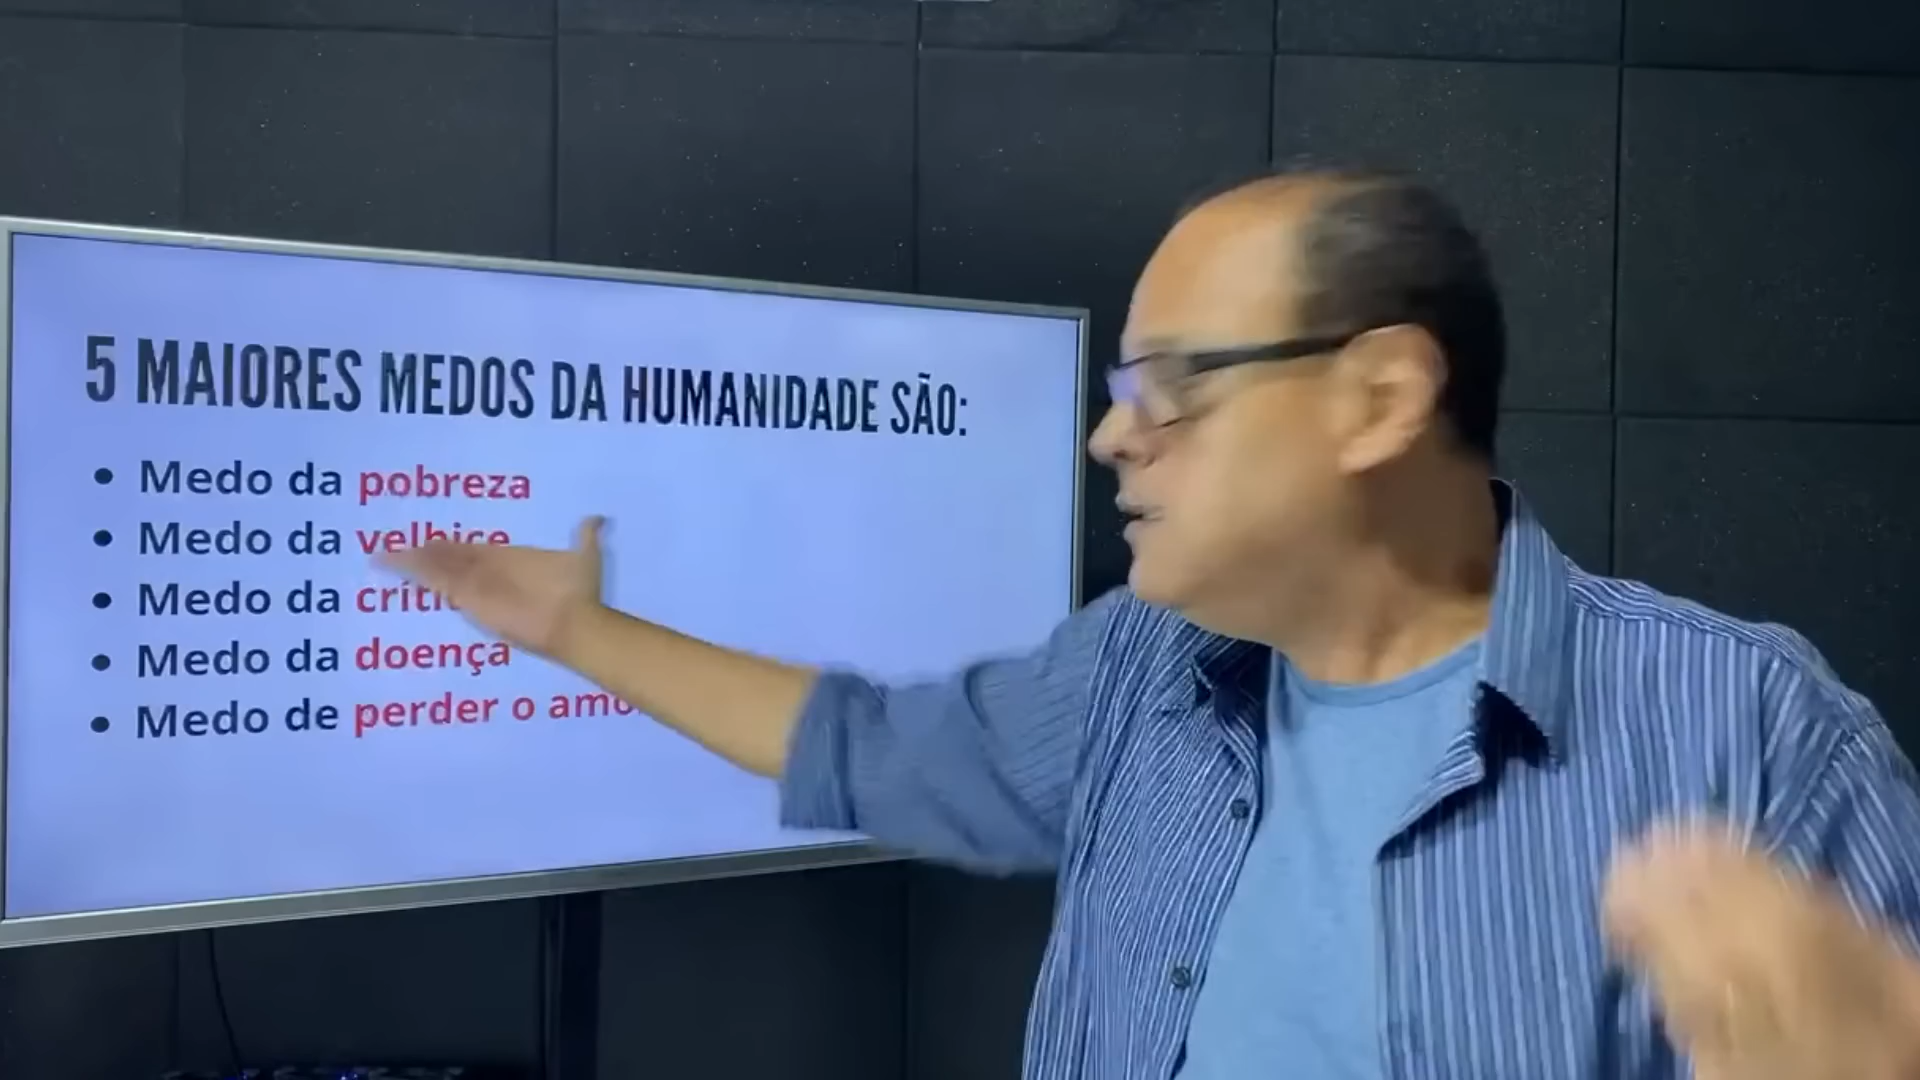 5 MAIORES MEDOS DA HUMANIDADE SÃO:
• Medo da pobreza
• Medo da velhice
• Medo da
• Medo da doença
• Medo de perder o